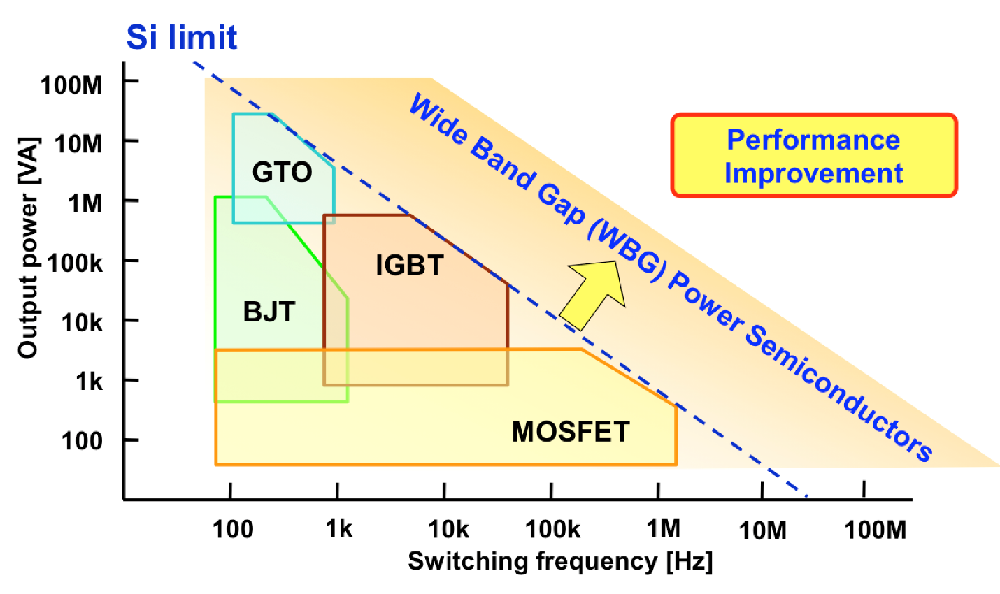 Si limit
100M
10M
1M
100k
10k
1k
100
Output power [VA]
GTO
BJT
IGBT
MOSFET
Wide Band Gap (WBG) Power Semiconductors
Performance
Improvement
100
1k
10k
100k
1M
10M
100M
Switching frequency [Hz]